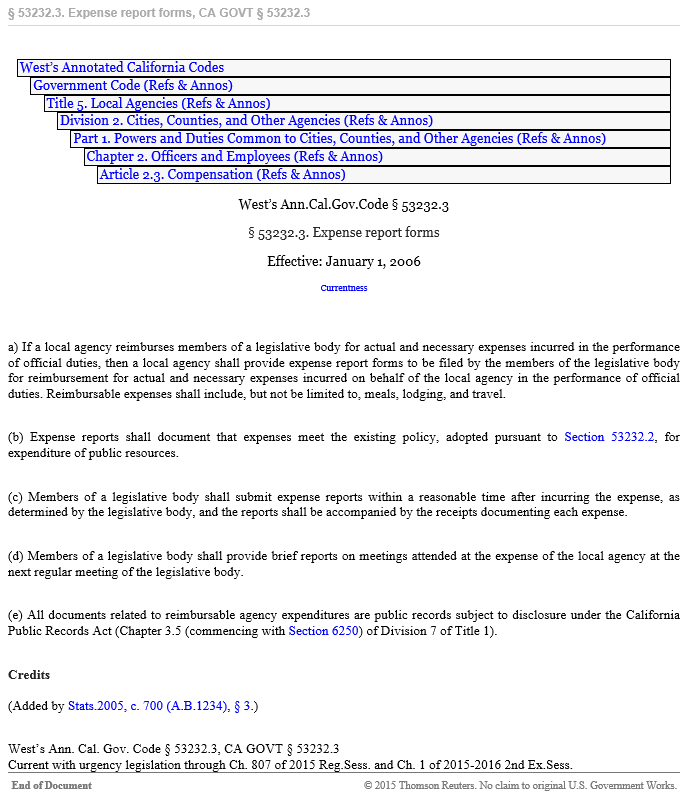 § 53232.3. Expense report forms, CA GOVT § 53232.3
West's Annotated California Codes
Government Code (Refs & Annos)
Title 5. Local Agencies (Refs & Annos)
Division 2. Cities, Counties, and Other Agencies (Refs & Annos)
Part 1. Powers and Duties Common to Cities, Counties, and Other Agencies (Refs & Annos)
Chapter 2. Officers and Employees (Refs & Annos)
Article 2.3. Compensation (Refs & Annos)
West's Ann.Cal.Gov.Code § 53232.3
§ 53232.3. Expense report forms
Effective: January 1, 2006
Currentness
a) If a local agency reimburses members of a legislative body for actual and necessary expenses incurred in the performance
of official duties, then a local agency shall provide expense report forms to be filed by the members of the legislative body
for reimbursement for actual and necessary expenses incurred on behalf of the local agency in the performance of official
duties. Reimbursable expenses shall include, but not be limited to, meals, lodging, and travel.
(b) Expense reports shall document that expenses meet the existing policy, adopted pursuant to Section 53232.2, for
expenditure of public resources.
(c) Members of a legislative body shall submit expense reports within a reasonable time after incurring the expense, as
determined by the legislative body, and the reports shall be accompanied by the receipts documenting each expense.
(d) Members of a legislative body shall provide brief reports on meetings attended at the expense of the local agency at the
next regular meeting of the legislative body.
(e) All documents related to reimbursable agency expenditures are public records subject to disclosure under the California
Public Records Act (Chapter 3.5 (commencing with Section 6250) of Division 7 of Title 1).
Credits
(Added by Stats.2005, c. 700 (A.B.1234), § 3.)
West's Ann. Cal. Gov. Code § 53232.3, CA GOVT § 53232.3
Current with urgency legislation through Ch. 807 of 2015 Reg.Sess. and Ch. 1 of 2015-2016 2nd Ex.Sess.
End of Document © 2015 Thomson Reuters. No claim to original U.S. Government Works.